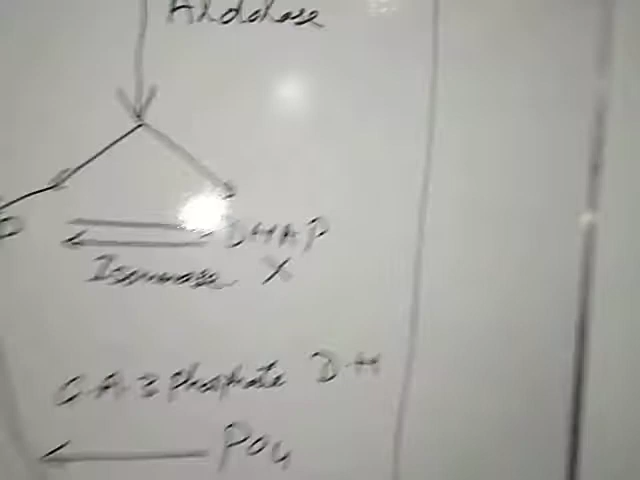 Aldolase
P DHAP
Isomerase X
G A 3 Phosphate DH
PO4